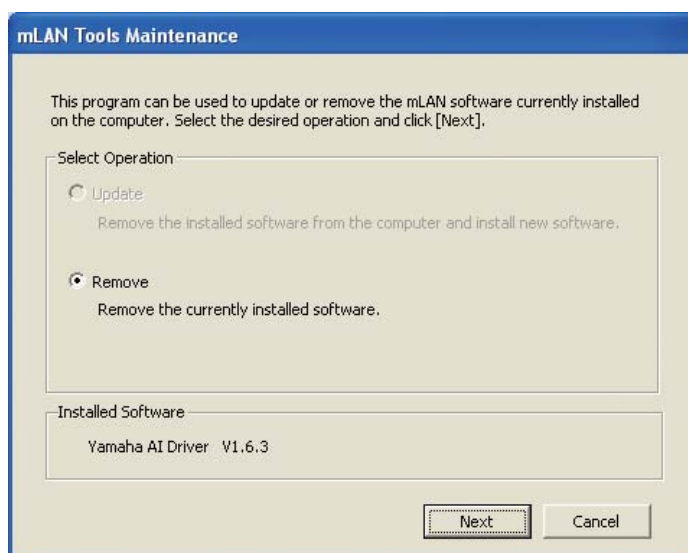 mLAN Tools Maintenance
This program can be used to update or remove the mLAN software currently installed
on the computer. Select the desired operation and click [Next].
Select Operation
Update
Remove the installed software from the computer and install new software.
Remove
Remove the currently installed software.
Installed Software
Yamaha AI Driver V1.6.3
Next
Cancel